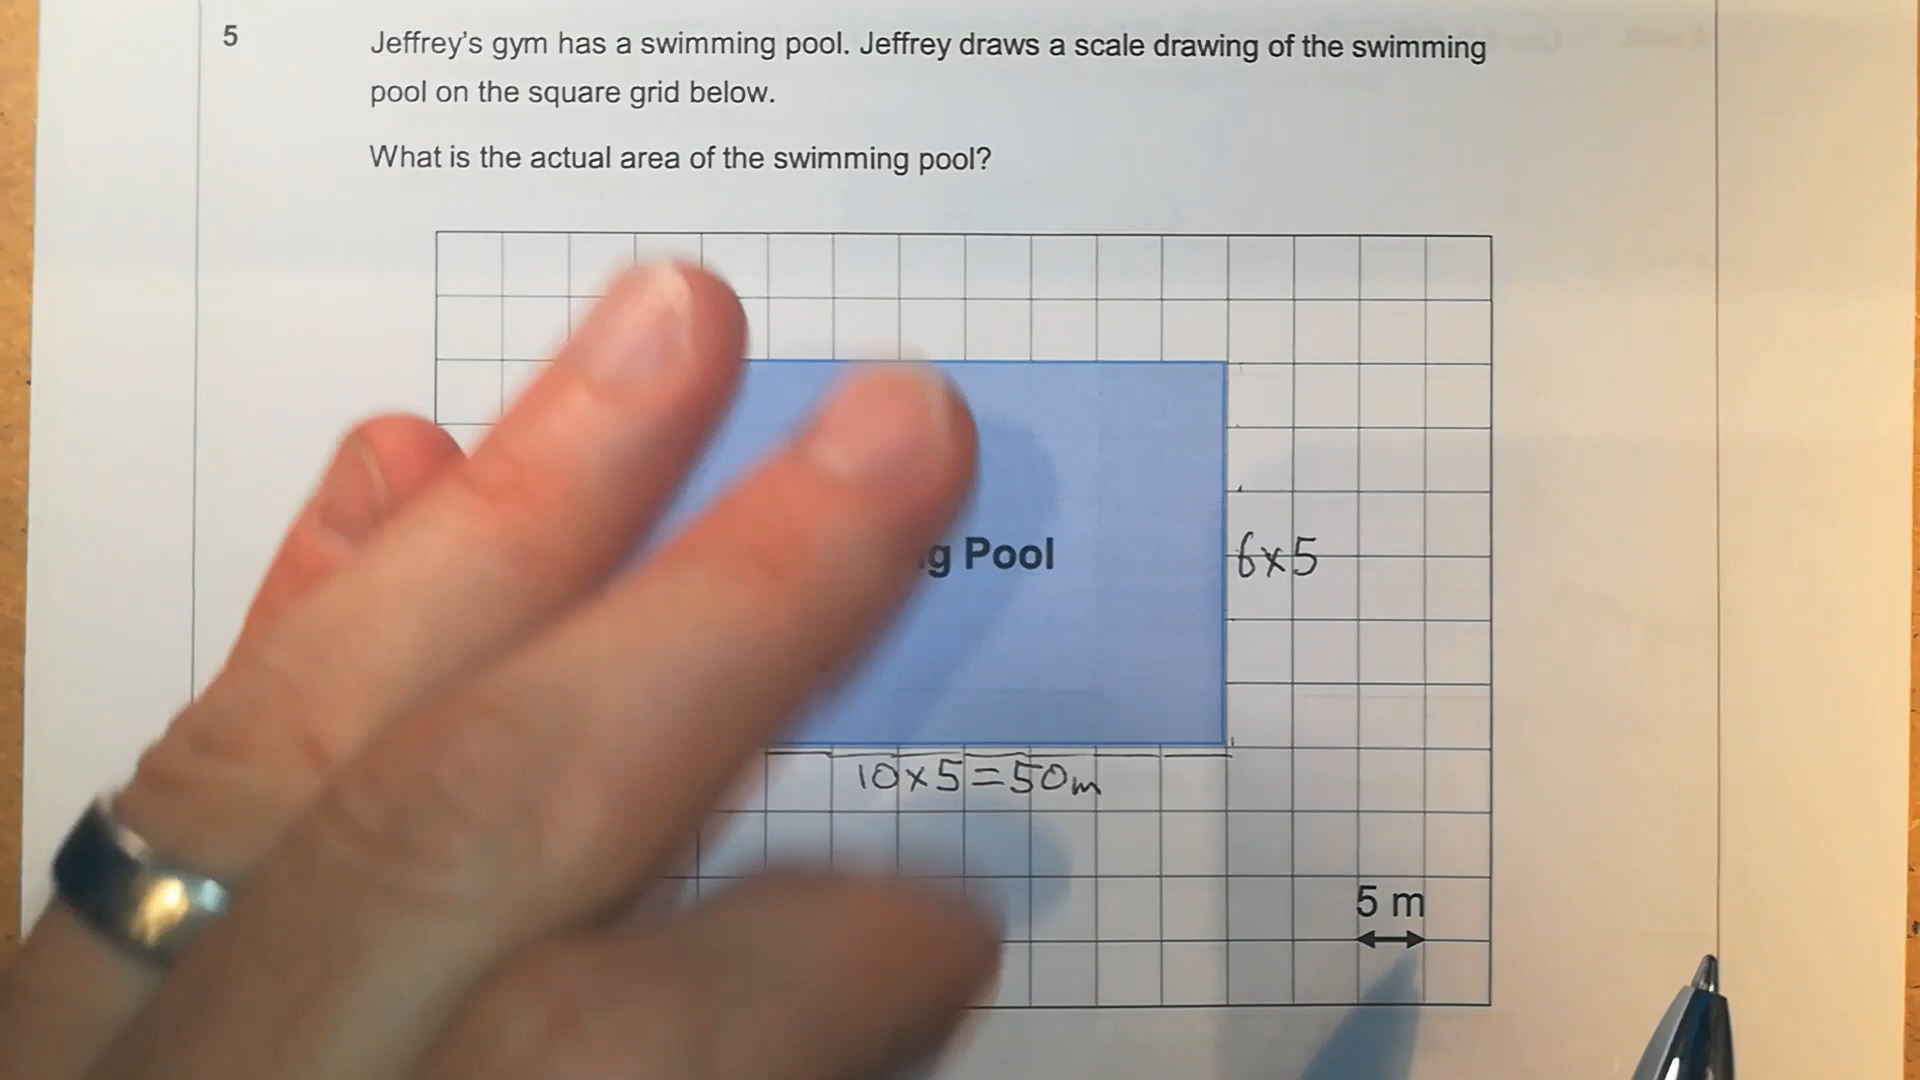 5
Jeffrey's gym has a swimming pool. Jeffrey draws a scale drawing of the swimming
pool on the square grid below.
What is the actual area of the swimming pool?
Pool
6x5
10x5=50m
5 m